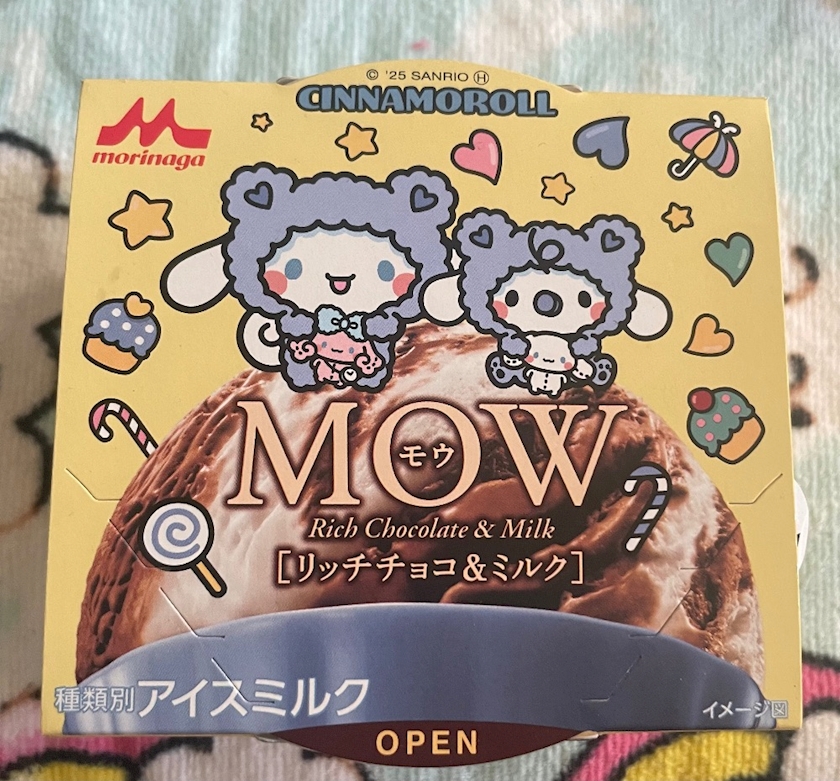 © '25 SANRIO Ⓗ
CINNAMOROLL
morinaga
MOW
モウ
Rich Chocolate & Milk
[リッチチョコ&ミルク]
種類別アイスミルク
イメージ図
OPEN